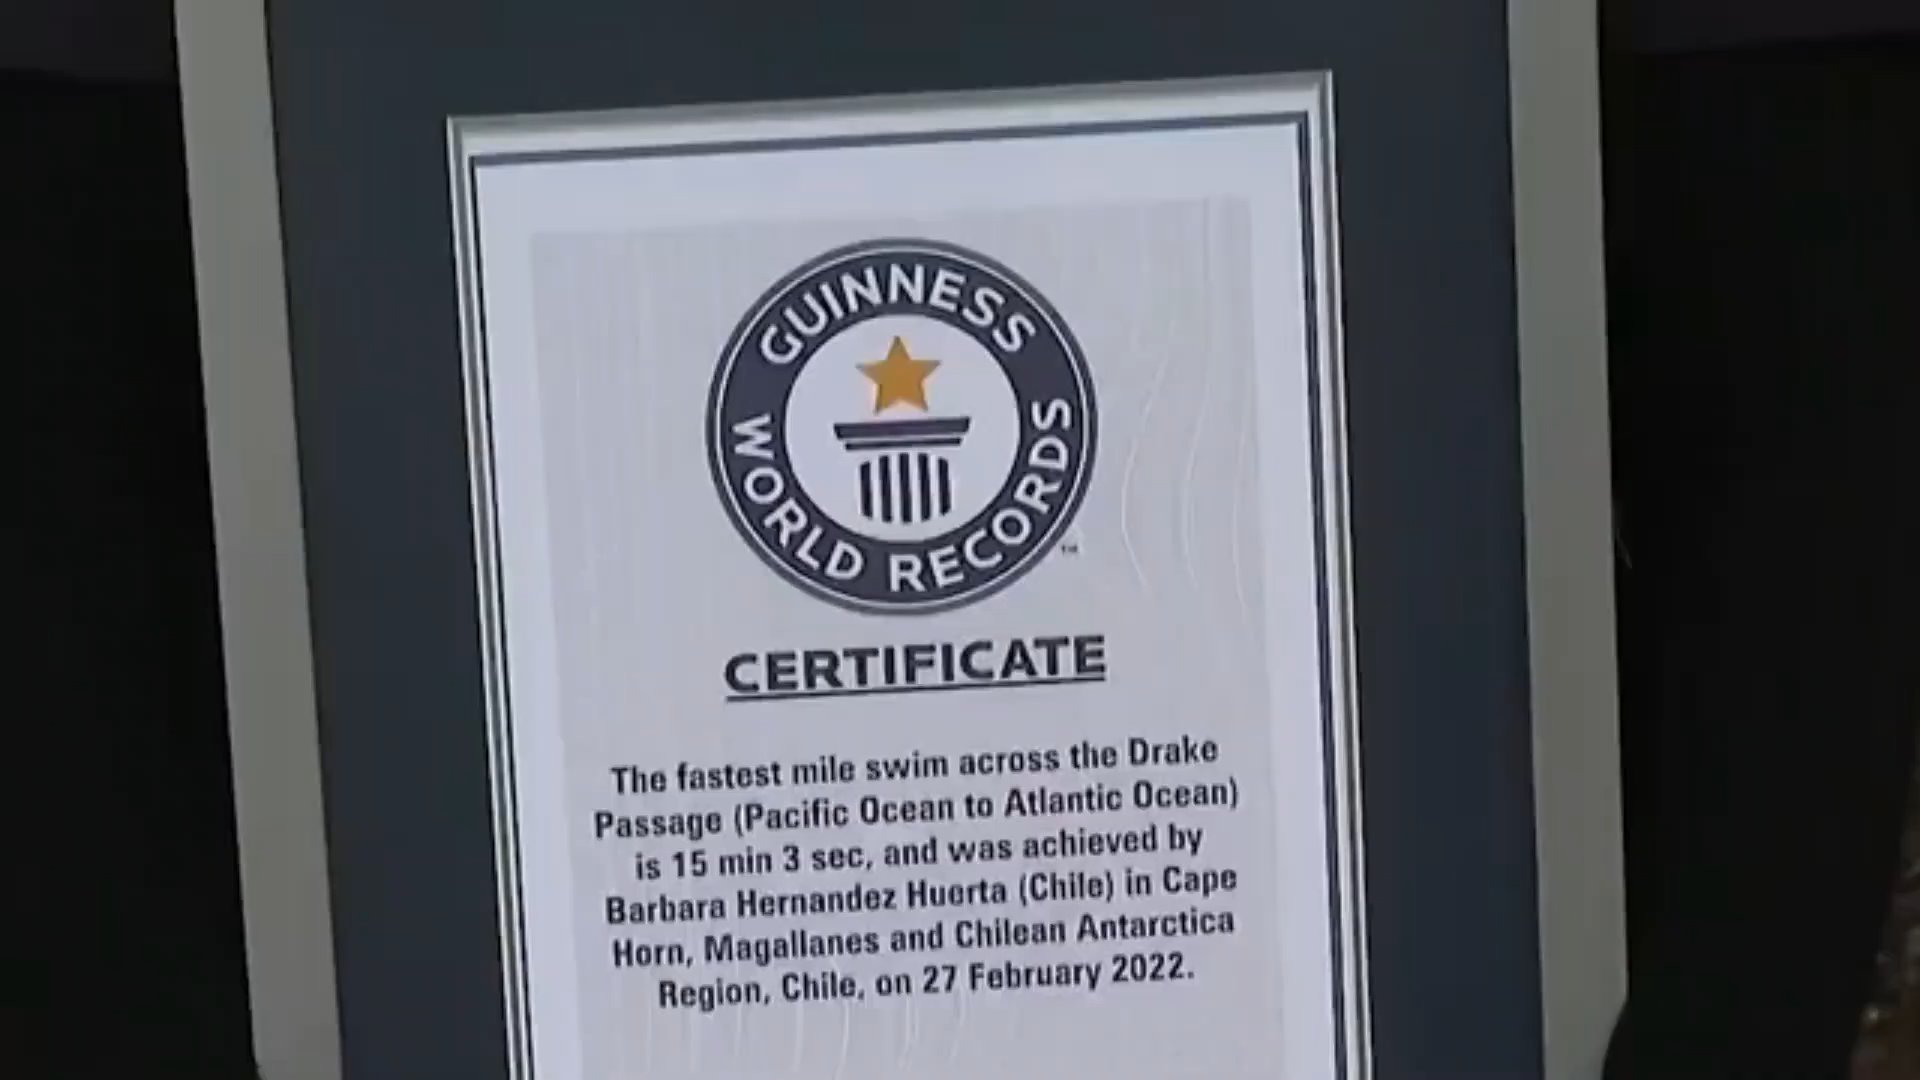 GUINNESS
WORLD RECORDS
TM
CERTIFICATE
The fastest mile swim across the Drake
Passage (Pacific Ocean to Atlantic Ocean)
is 15 min 3 sec, and was achieved by
Barbara Hernandez Huerta (Chile) in Cape
Horn, Magallanes and Chilean Antarctica
Region, Chile, on 27 February 2022.